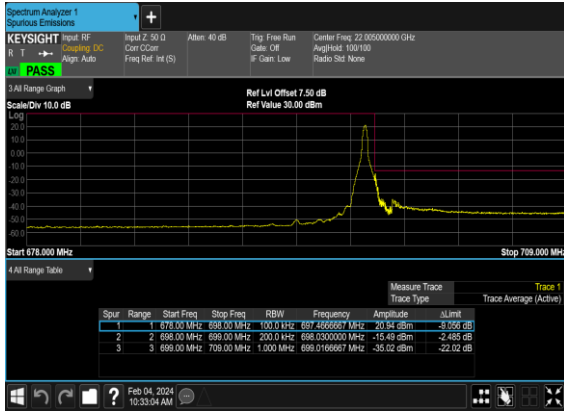 Spectrum Analyzer 1
Spurious Emissions
+
KEYSIGHT Input: RF Input Z: 50 Ω Atten: 40 dB Trig: Free Run Center Freq: 22.005000000 GHz
R T Coupling: DC Corr CCorr Gate: Off Avg|Hold: 100/100
Align: Auto Freq Ref: Int (S) IF Gain: Low Radio Std: None
PASS
3 All Range Graph
Ref Lvl Offset 7.50 dB
Scale/Div 10.0 dB Ref Value 30.00 dBm
Log
20.0
10.0
0.00
-10.0
-20.0
-30.0
-40.0
-50.0
-60.0
Start 678.000 MHz Stop 709.000 MHz
4 All Range Table
Measure Trace Trace 1
Trace Type Trace Average (Active)
Spur Range Start Freq Stop Freq RBW Frequency Amplitude ΔLimit
1 1 678.00 MHz 698.00 MHz 100.0 kHz 697.4666667 MHz 20.94 dBm -9.056 dB
2 2 698.00 MHz 699.00 MHz 200.0 kHz 698.0300000 MHz -15.49 dBm -2.485 dB
3 3 699.00 MHz 709.00 MHz 1.000 MHz 699.0166667 MHz -35.02 dBm -22.02 dB
? Feb 04, 2024
10:33:04 AM